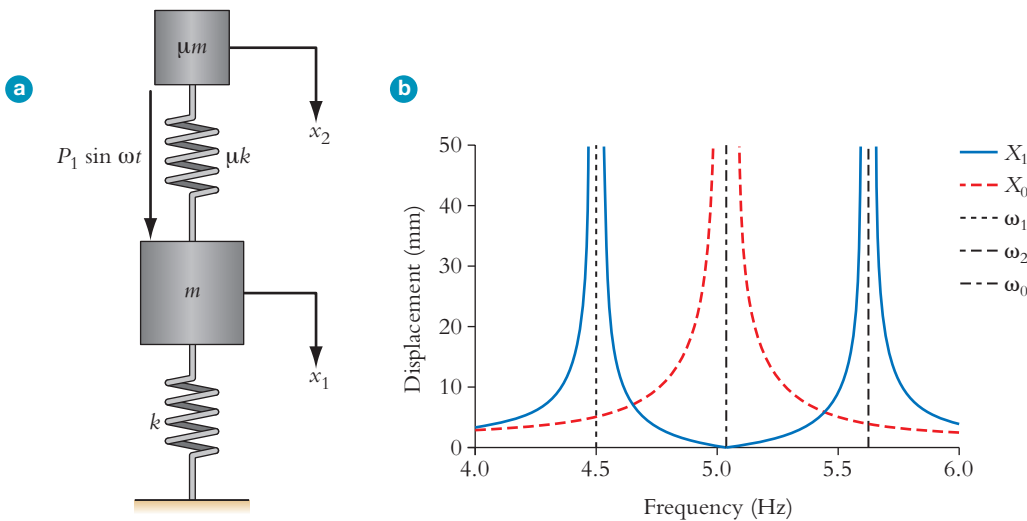 a
μm
x₂
P₁ sin ωt
μk
m
x₁
k
b
50
40
30
20
10
0
Displacement (mm)
4.0 4.5 5.0 5.5 6.0
Frequency (Hz)
X₁
X₀
ω₁
ω₂
ω₀